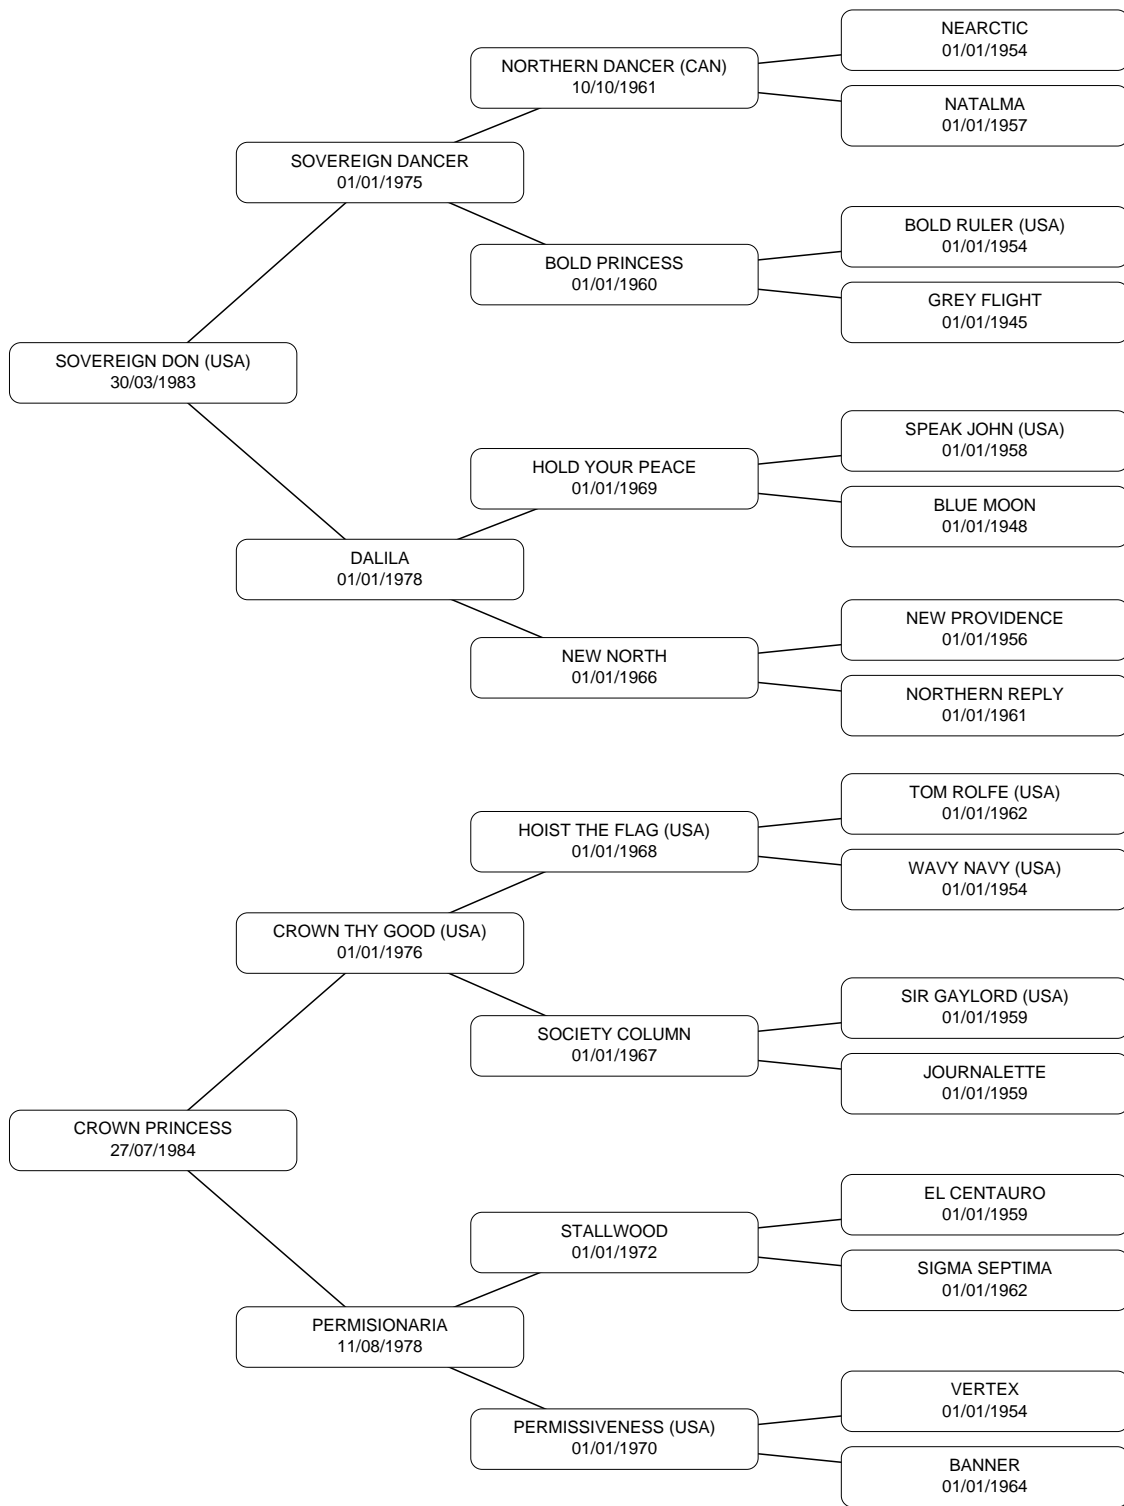 NEARCTIC
01/01/1954
NORTHERN DANCER (CAN)
10/10/1961
NATALMA
01/01/1957
SOVEREIGN DANCER
01/01/1975
BOLD RULER (USA)
01/01/1954
BOLD PRINCESS
01/01/1960
GREY FLIGHT
01/01/1945
SOVEREIGN DON (USA)
30/03/1983
SPEAK JOHN (USA)
01/01/1958
HOLD YOUR PEACE
01/01/1969
BLUE MOON
01/01/1948
DALILA
01/01/1978
NEW PROVIDENCE
01/01/1956
NEW NORTH
01/01/1966
NORTHERN REPLY
01/01/1961
TOM ROLFE (USA)
01/01/1962
HOIST THE FLAG (USA)
01/01/1968
WAVY NAVY (USA)
01/01/1954
CROWN THY GOOD (USA)
01/01/1976
SIR GAYLORD (USA)
01/01/1959
SOCIETY COLUMN
01/01/1967
JOURNALETTE
01/01/1959
CROWN PRINCESS
27/07/1984
EL CENTAURO
01/01/1959
STALLWOOD
01/01/1972
SIGMA SEPTIMA
01/01/1962
PERMISIONARIA
11/08/1978
VERTEX
01/01/1954
PERMISSIVENESS (USA)
01/01/1970
BANNER
01/01/1964